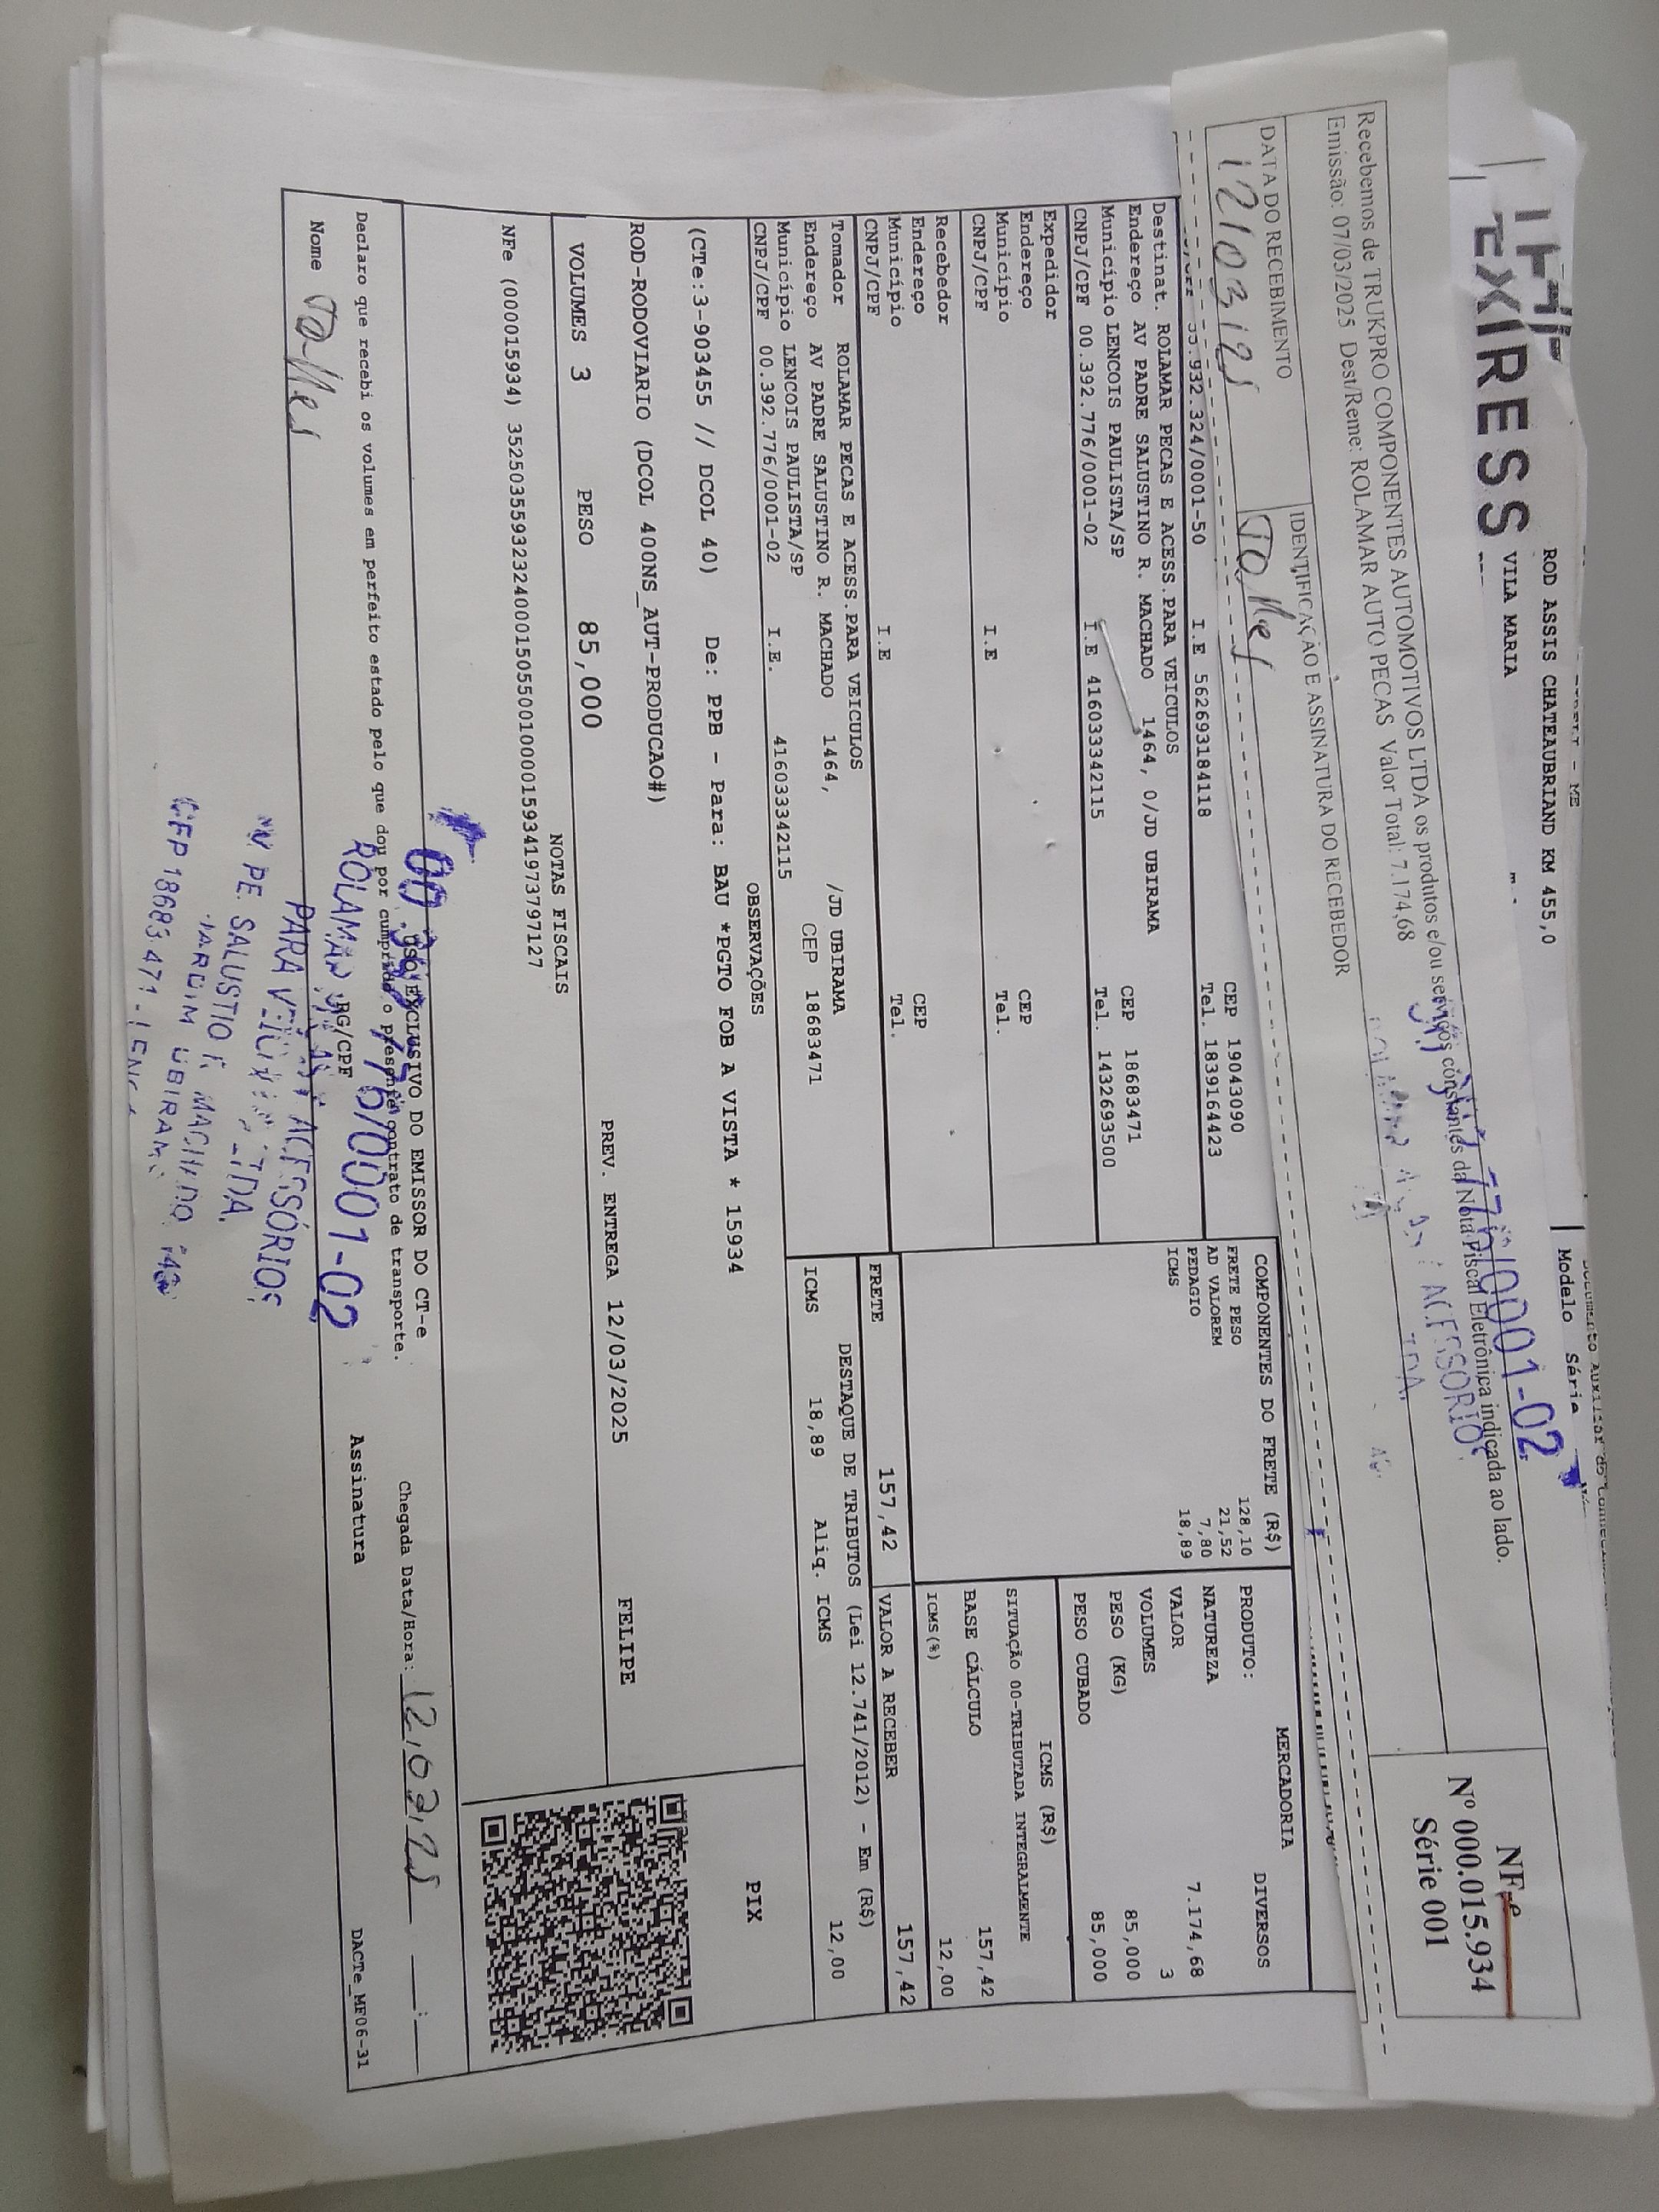 EXPRESS
ROD ASSIS CHATEAUBRIAND KM 455,0
VILA MARIA
Modelo Série
Recebemos de TRUKPRO COMPONENTES AUTOMOTIVOS LTDA os produtos e/ou serviços constantes da Nota Fiscal Eletrônica indicada ao lado.
Emissão: 07/03/2025 Dest/Reme: ROLAMAR AUTO PECAS Valor Total: 7.174,68
DATA DO RECEBIMENTO
IDENTIFICAÇÃO E ASSINATURA DO RECEBEDOR
12/03/25
Talles
NF-e
Nº 000.015.934
Série 001
/0001-02
ACESSÓRIOS
LTDA.
.932.324/0001-50 I.E 562693184118
CEP 19043090
Tel. 1839164423
Destinat. ROLAMAR PECAS E ACESS.PARA VEICULOS
Endereço AV PADRE SALUSTINO R. MACHADO 1464, 0/JD UBIRAMA
Município LENCOIS PAULISTA/SP CEP 18683471
CNPJ/CPF 00.392.776/0001-02 I.E 416033342115 Tel. 1432693500
Expedidor
Endereço
Município CEP
CNPJ/CPF I.E Tel.
Recebedor
Endereço
Município CEP
CNPJ/CPF I.E Tel.
Tomador ROLAMAR PECAS E ACESS.PARA VEICULOS
Endereço AV PADRE SALUSTINO R. MACHADO 1464, /JD UBIRAMA
Município LENCOIS PAULISTA/SP CEP 18683471
CNPJ/CPF 00.392.776/0001-02 I.E. 416033342115
COMPONENTES DO FRETE (R$)
FRETE PESO 128,10
AD VALOREM 21,52
PEDAGIO 7,80
ICMS 18,89
MERCADORIA
PRODUTO: DIVERSOS
NATUREZA
VALOR 7.174,68
VOLUMES 3
PESO (KG) 85,000
PESO CUBADO 85,000
ICMS (R$)
SITUAÇÃO 00-TRIBUTADA INTEGRALMENTE
BASE CÁLCULO 157,42
ICMS(%) 12,00
FRETE 157,42
VALOR A RECEBER 157,42
DESTAQUE DE TRIBUTOS (Lei 12.741/2012) - Em (R$)
ICMS 18,89 Aliq. ICMS 12,00
OBSERVAÇÕES
(CTe:3-903455 // DCOL 40) De: PPB - Para: BAU *PGTO FOB A VISTA * 15934
PIX
ROD-RODOVIARIO (DCOL 400NS_AUT-PRODUCAO#)
FELIPE
VOLUMES 3 PESO 85,000 PREV. ENTREGA 12/03/2025
NOTAS FISCAIS
NFe (000015934) 35250355932324000150550010000159341973797127
USO EXCLUSIVO DO EMISSOR DO CT-e
Declaro que recebi os volumes em perfeito estado pelo que dou por cumprido o presente contrato de transporte.
Chegada Data/Hora: 12/03/25 __:__
Nome Talles
RG/CPF
Assinatura
/0001-02
ROLAMAR
PARA ACESSÓRIOS
LTDA.
PE. SALUSTIO R. MACHADO
JARDIM UBIRAMA
CEP 18683.471 -
DACTe_MF06-31